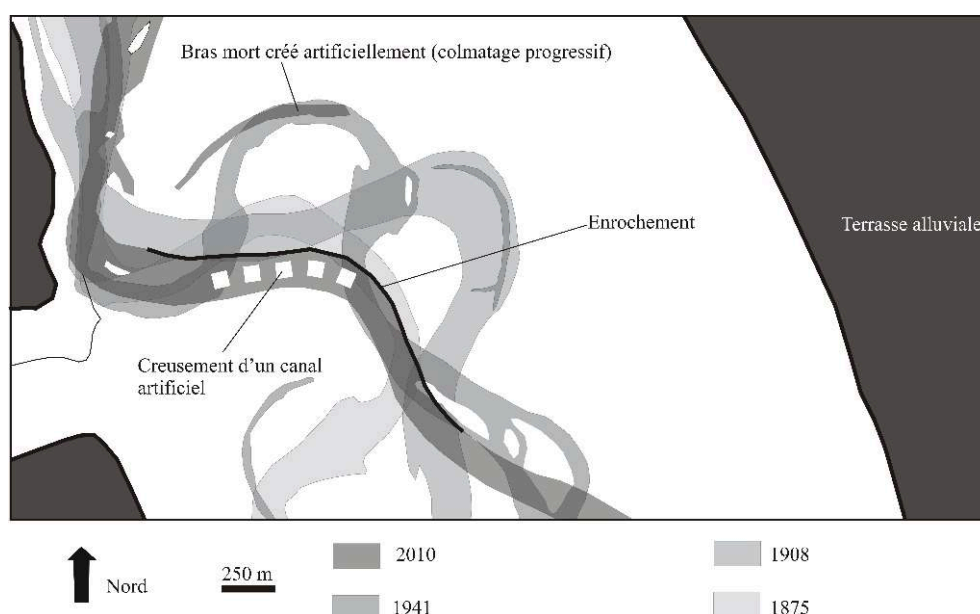 Bras mort créé artificiellement (colmatage progressif)
Terrasse alluviale
Enrochement
Creusement d’un canal
artificiel
Nord
250 m
2010
1908
1941
1875